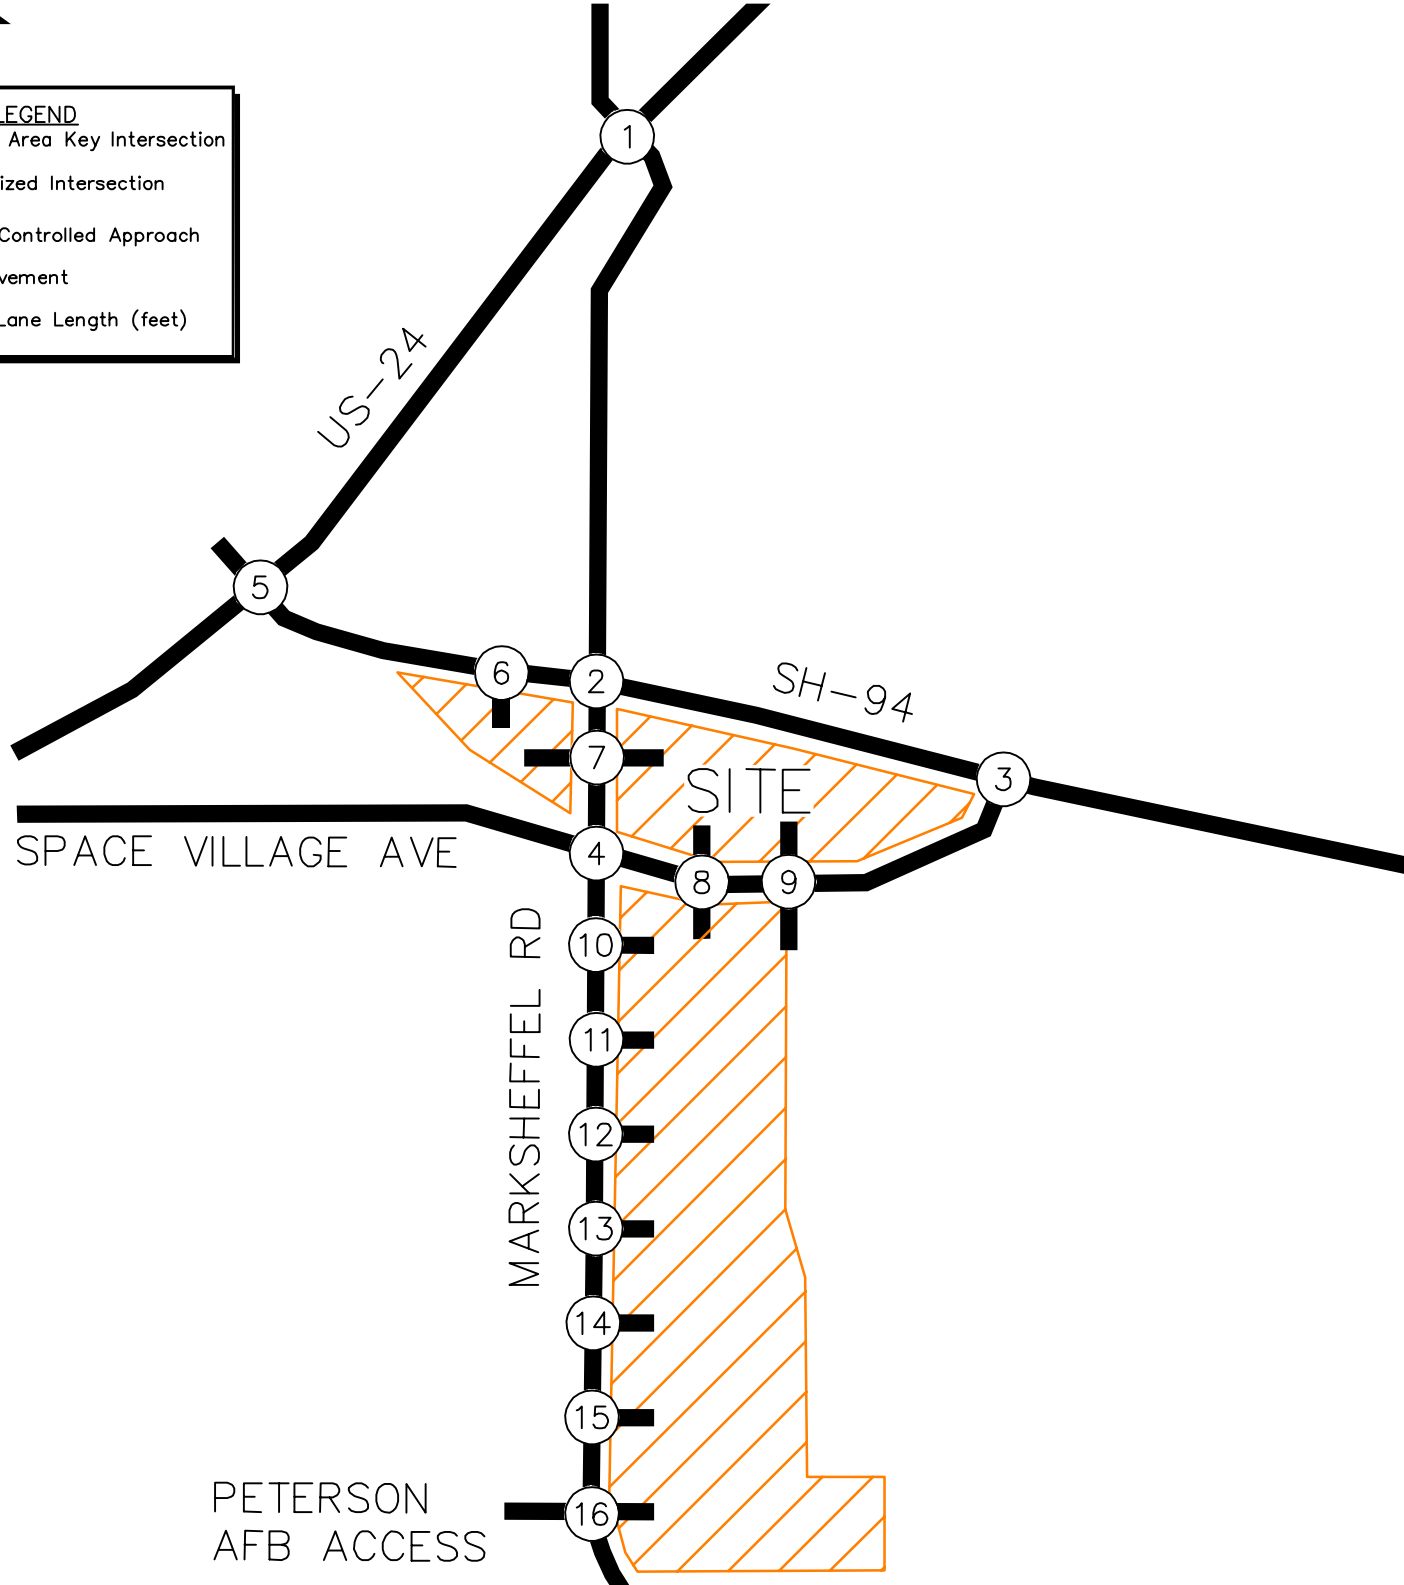 LEGEND
Area Key Intersection
ized Intersection
Controlled Approach
vement
Lane Length (feet)
1
US-24
5
6
2
SH-94
7
3
SITE
SPACE VILLAGE AVE
4
8
9
MARKSHEFFEL RD
10
11
12
13
14
15
PETERSON
AFB ACCESS
16